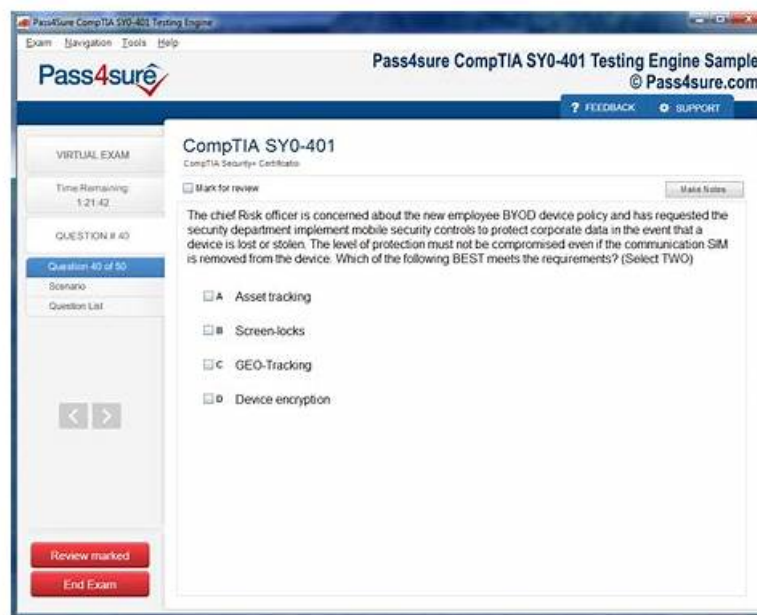 Pass4Sure CompTIA SY0-401 Testing Engine
Exam Navigation Tools Help
Pass4sure
Pass4sure CompTIA SY0-401 Testing Engine Sample
© Pass4sure.com
? FEEDBACK SUPPORT
VIRTUAL EXAM
Time Remaining
1:21:42
QUESTION # 40
Question 40 of 50
Scenario
Question List
CompTIA SY0-401
CompTIA Security+ Certificatio
Mark for review
Make Notes
The chief Risk officer is concerned about the new employee BYOD device policy and has requested the
security department implement mobile security controls to protect corporate data in the event that a
device is lost or stolen. The level of protection must not be compromised even if the communication SIM
is removed from the device. Which of the following BEST meets the requirements? (Select TWO)
A Asset tracking
B Screen-locks
C GEO-Tracking
D Device encryption
Review marked
End Exam